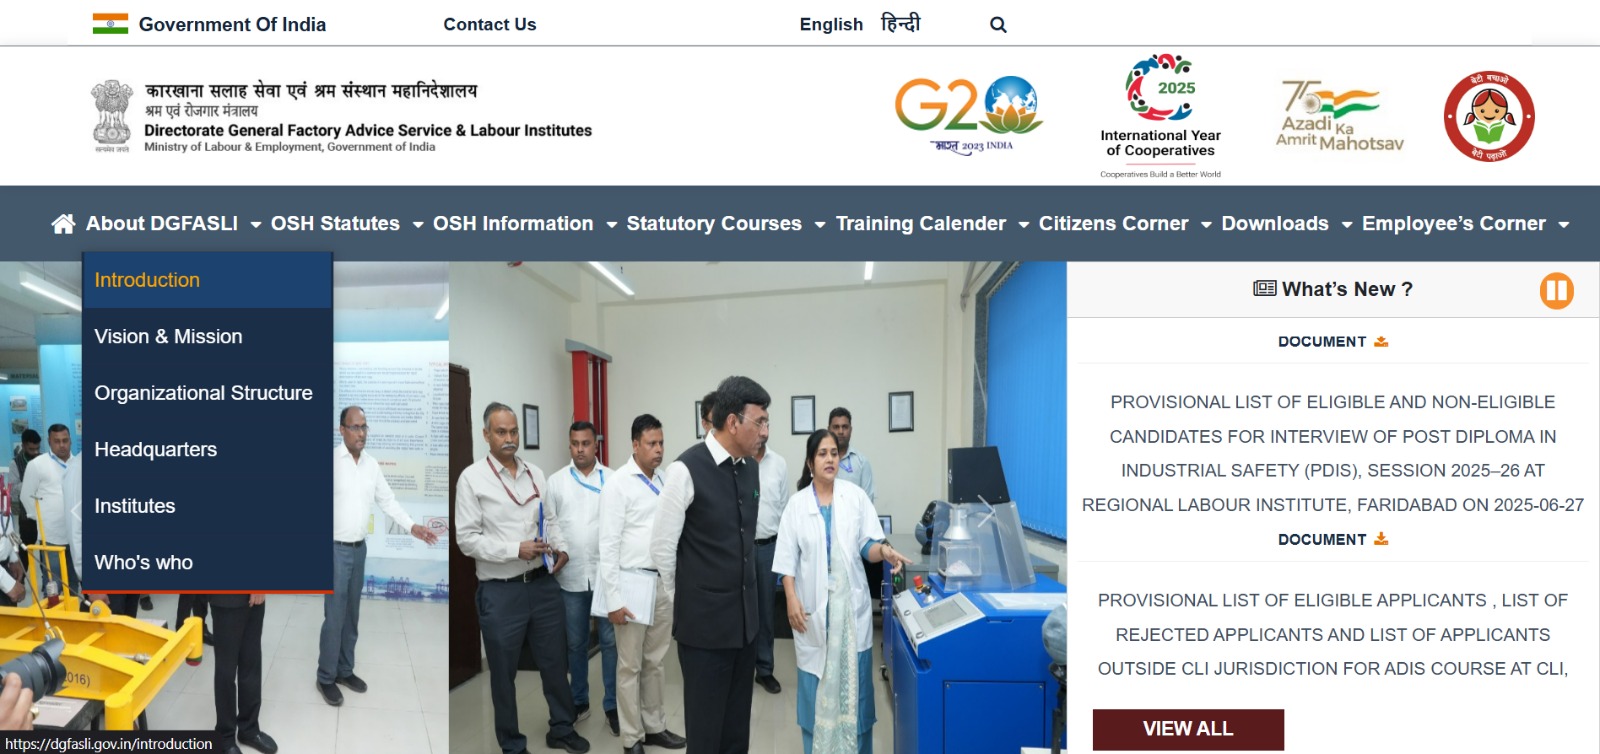 Government Of India
Contact Us
English
हिन्दी
कारखाना सलाह सेवा एवं श्रम संस्थान महानिदेशालय
श्रम एवं रोजगार मंत्रालय
Directorate General Factory Advice Service & Labour Institutes
Ministry of Labour & Employment, Government of India
सत्यमेव जयते
G20
भारत 2023 INDIA
2025
International Year
of Cooperatives
Cooperatives Build a Better World
75
Azadi Ka
Amrit Mahotsav
बेटी बचाओ
बेटी पढ़ाओ
About DGFASLI
OSH Statutes
OSH Information
Statutory Courses
Training Calender
Citizens Corner
Downloads
Employee’s Corner
Introduction
Vision & Mission
Organizational Structure
Headquarters
Institutes
Who's who
2016)
What’s New ?
DOCUMENT
PROVISIONAL LIST OF ELIGIBLE AND NON-ELIGIBLE
CANDIDATES FOR INTERVIEW OF POST DIPLOMA IN
INDUSTRIAL SAFETY (PDIS), SESSION 2025–26 AT
REGIONAL LABOUR INSTITUTE, FARIDABAD ON 2025-06-27
DOCUMENT
PROVISIONAL LIST OF ELIGIBLE APPLICANTS , LIST OF
REJECTED APPLICANTS AND LIST OF APPLICANTS
OUTSIDE CLI JURISDICTION FOR ADIS COURSE AT CLI,
VIEW ALL
https://dgfasli.gov.in/introduction